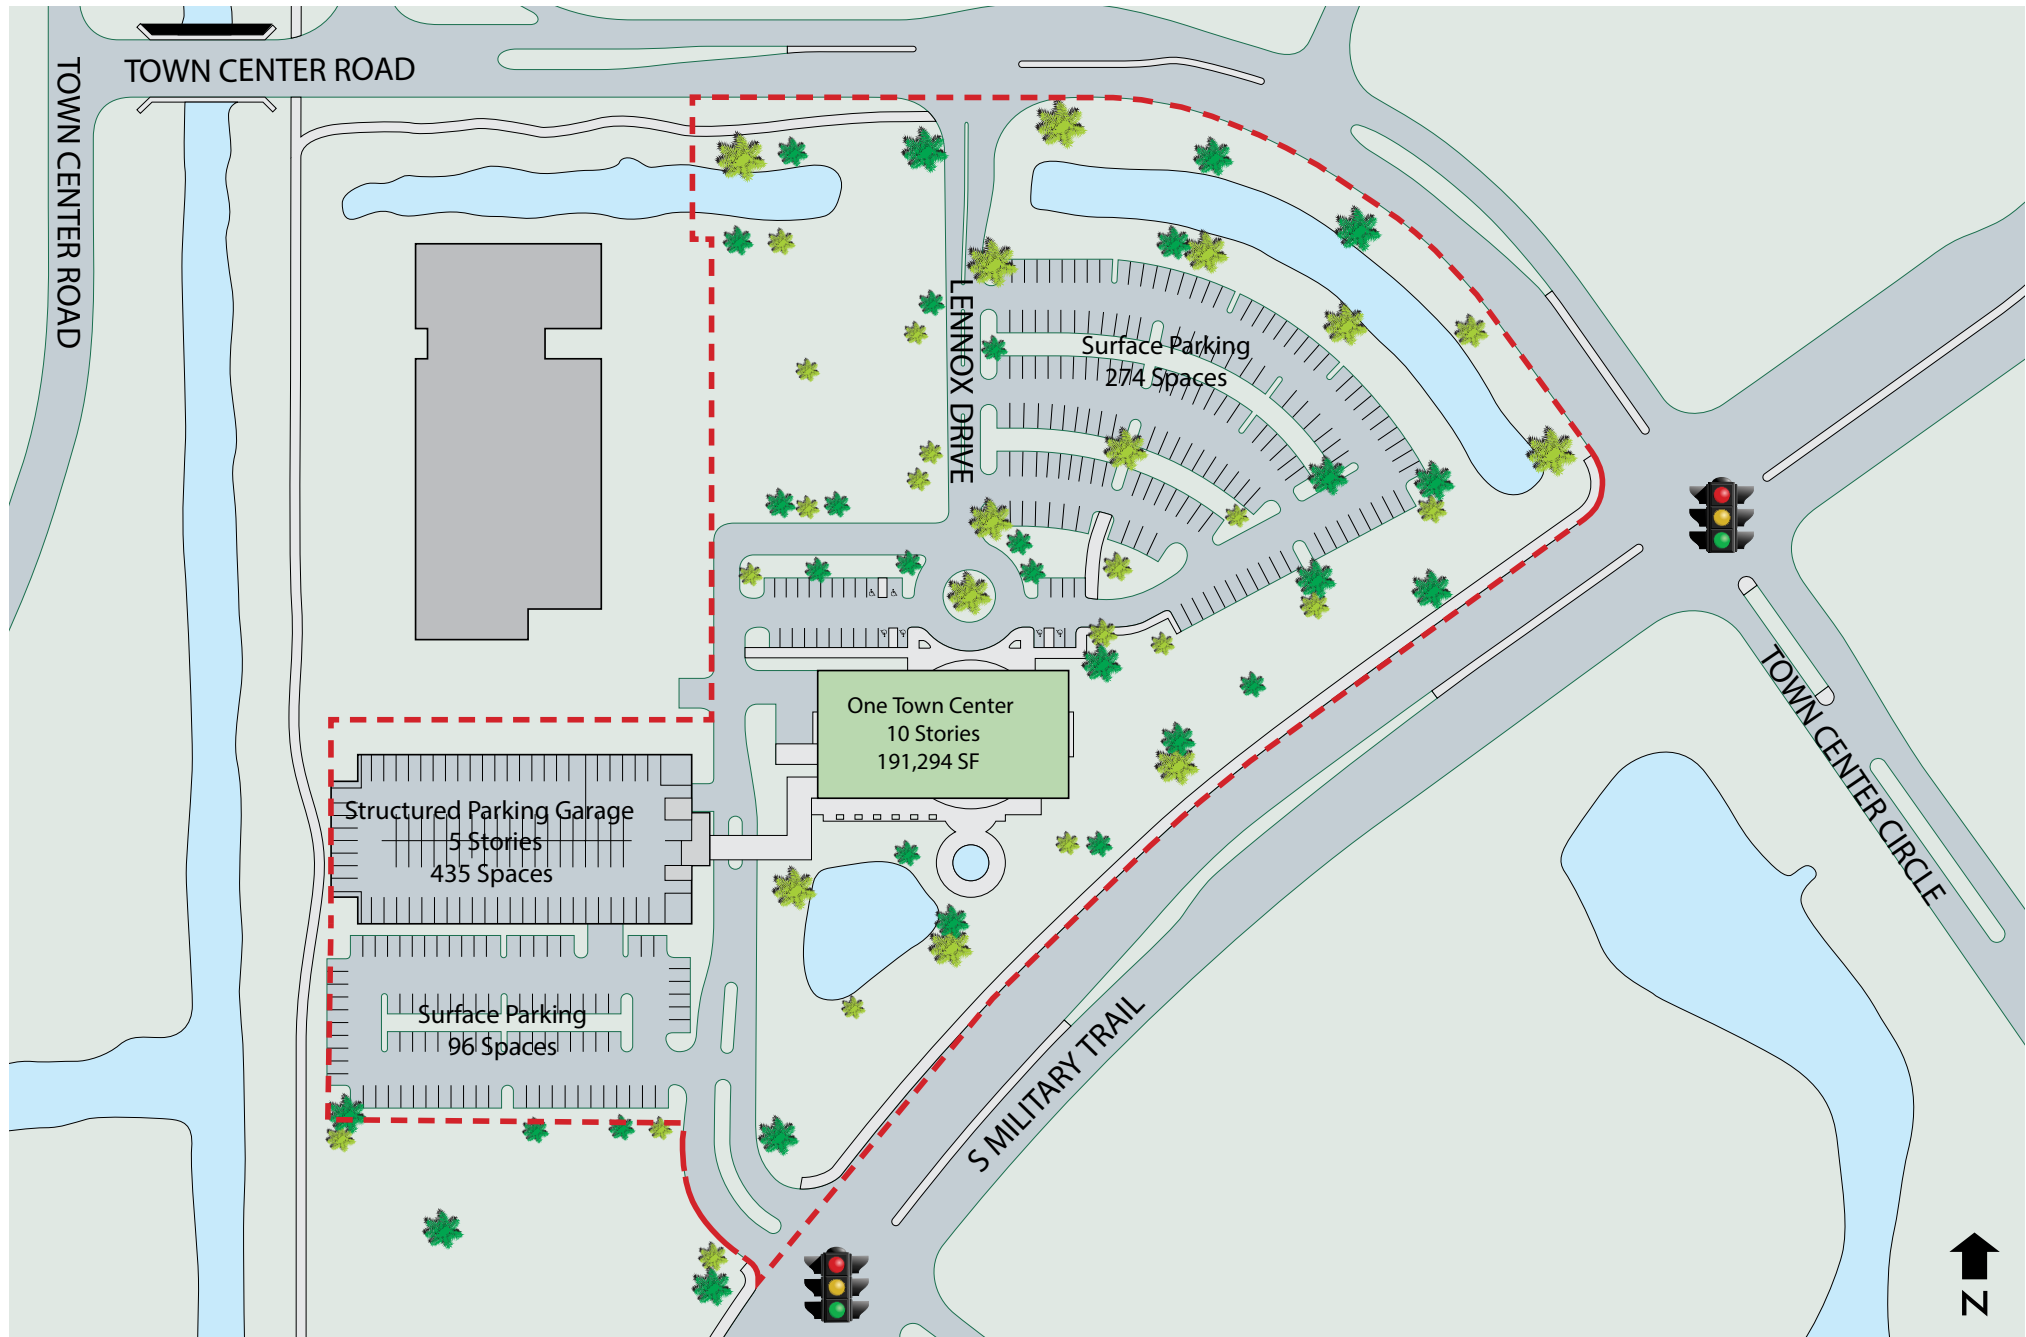 TOWN CENTER ROAD
TOWN CENTER ROAD
LENNOX DRIVE
Surface Parking
274 Spaces
One Town Center
10 Stories
191,294 SF
TOWN CENTER CIRCLE
Structured Parking Garage
5 Stories
435 Spaces
Surface Parking
96 Spaces
S MILITARY TRAIL
N